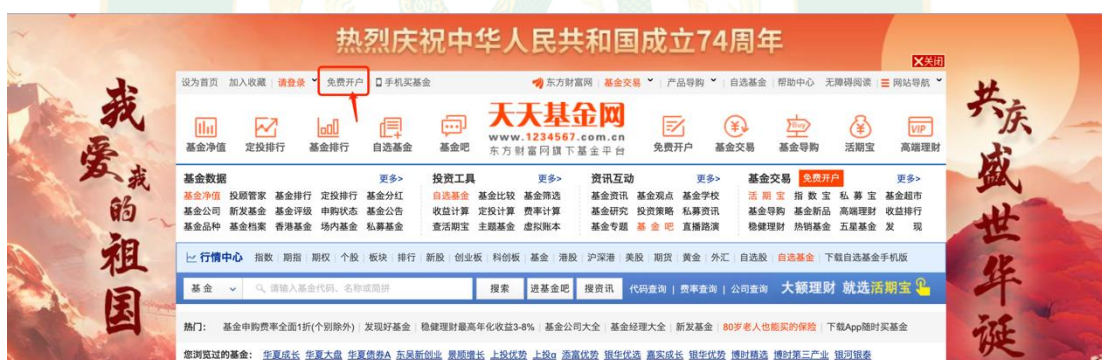 热烈庆祝中华人民共和国成立74周年
X关闭
设为首页 加入收藏 请登录 免费开户 手机买基金 东方财富网 基金交易 产品导购 自选基金 帮助中心 无障碍阅读 网站导航
我爱我的祖国
共庆盛世华诞
天天基金网
www.1234567.com.cn
东方财富网旗下基金平台
基金净值 定投排行 基金排行 自选基金 基金吧 免费开户 基金交易 基金导购 活期宝 高端理财
基金数据 更多> 投资工具 更多> 资讯互动 更多> 基金交易 免费开户 更多>
基金净值 投顾管家 基金排行 定投排行 基金分红 自选基金 基金比较 基金筛选 基金资讯 基金观点 基金学校 活期宝 指数宝 私募宝 基金超市
基金公司 新发基金 基金评级 申购状态 基金公告 收益计算 定投计算 费率计算 基金研究 投资策略 私募资讯 基金导购 基金新品 高端理财 收益排行
基金品种 基金档案 香港基金 场内基金 私募基金 查活期宝 主题基金 虚拟账本 基金专题 基金吧 直播路演 稳健理财 热销基金 五星基金 发现
行情中心 指数 期指 期权 个股 板块 排行 新股 创业板 科创板 基金 港股 沪深港 美股 期货 黄金 外汇 自选股 自选基金 下载自选基金手机版
基金 请输入基金代码、名称或简拼 搜索 进基金吧 搜资讯 代码查询 | 费率查询 | 公司查询 大额理财 就选活期宝
热门: 基金申购费率全面1折(个别除外) 发现好基金 稳健理财最高年化收益3-8% 基金公司大全 基金经理大全 新发基金 80岁老人也能买的保险 下载App随时买基金
您浏览过的基金: 华夏成长 华夏大盘 华夏债券A 东吴新创业 景顺增长 上投优势 上投α 添富优势 银华优选 嘉实成长 银华优势 博时精选 博时第三产业 银河银泰